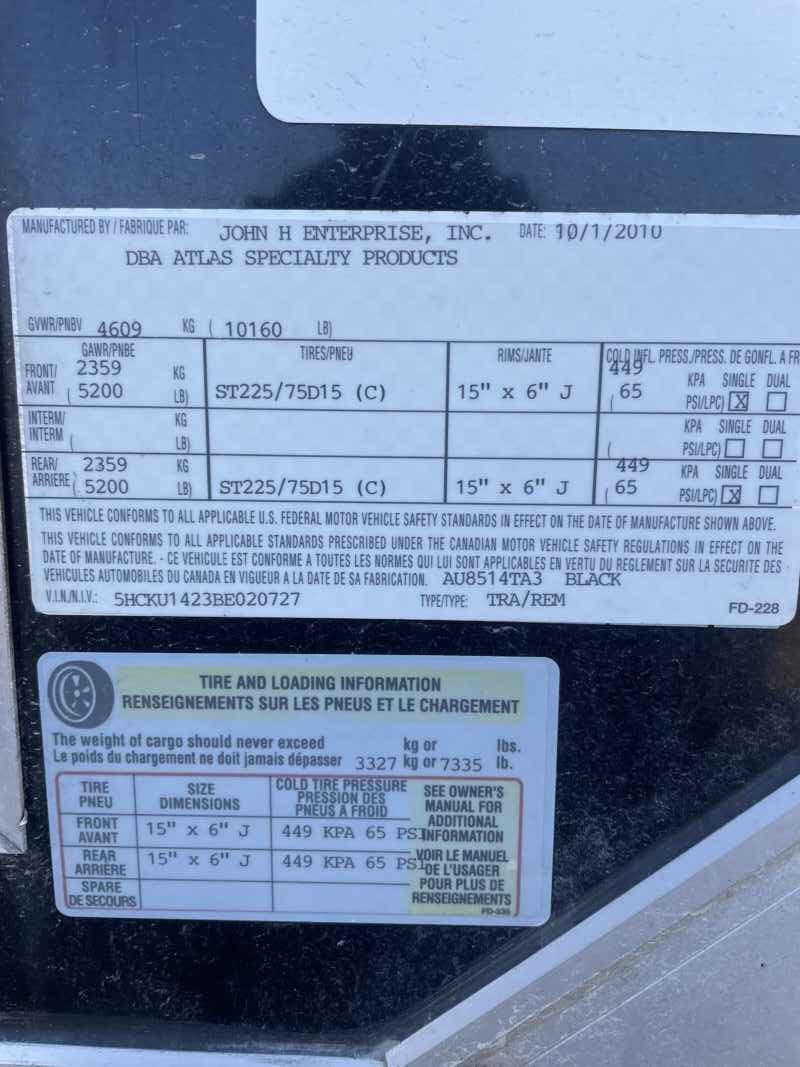 MANUFACTURED BY / FABRIQUE PAR: JOHN H ENTERPRISE, INC. DATE: 10/1/2010
DBA ATLAS SPECIALTY PRODUCTS
GVWR/PNBV 4609 KG ( 10160 LB)
GAWR/PNBE TIRES/PNEU RIMS/JANTE COLD INFL. PRESS./PRESS. DE GONFL. A FR
FRONT/ AVANT 2359 KG ( 5200 LB) ST225/75D15 (C) 15" x 6" J 449 KPA ( 65 PSI/LPC) SINGLE X DUAL
INTERM/ INTERM KG ( LB) KPA ( PSI/LPC) SINGLE DUAL
REAR/ ARRIERE 2359 KG ( 5200 LB) ST225/75D15 (C) 15" x 6" J 449 KPA ( 65 PSI/LPC) SINGLE X DUAL
THIS VEHICLE CONFORMS TO ALL APPLICABLE U.S. FEDERAL MOTOR VEHICLE SAFETY STANDARDS IN EFFECT ON THE DATE OF MANUFACTURE SHOWN ABOVE.
THIS VEHICLE CONFORMS TO ALL APPLICABLE STANDARDS PRESCRIBED UNDER THE CANADIAN MOTOR VEHICLE SAFETY REGULATIONS IN EFFECT ON THE
DATE OF MANUFACTURE. - CE VEHICULE EST CONFORME A TOUTES LES NORMES QUI LUI SONT APPLICABLES EN VERTU DU REGLEMENT SUR LA SECURITE DES
VEHICULES AUTOMOBILES DU CANADA EN VIGUEUR A LA DATE DE SA FABRICATION. AU8514TA3 BLACK
V.I.N./N.I.V.: 5HCKU1423BE020727 TYPE/TYPE: TRA/REM FD-228
TIRE AND LOADING INFORMATION
RENSEIGNEMENTS SUR LES PNEUS ET LE CHARGEMENT
The weight of cargo should never exceed kg or lbs.
Le poids du chargement ne doit jamais dépasser 3327 kg or 7335 lb.
TIRE PNEU SIZE DIMENSIONS COLD TIRE PRESSURE PRESSION DES PNEUS A FROID
FRONT AVANT 15" x 6" J 449 KPA 65 PSI
REAR ARRIÈRE 15" x 6" J 449 KPA 65 PSI
SPARE DE SECOURS
SEE OWNER'S
MANUAL FOR
ADDITIONAL
INFORMATION
VOIR LE MANUEL
DE L'USAGER
POUR PLUS DE
RENSEIGNEMENTS